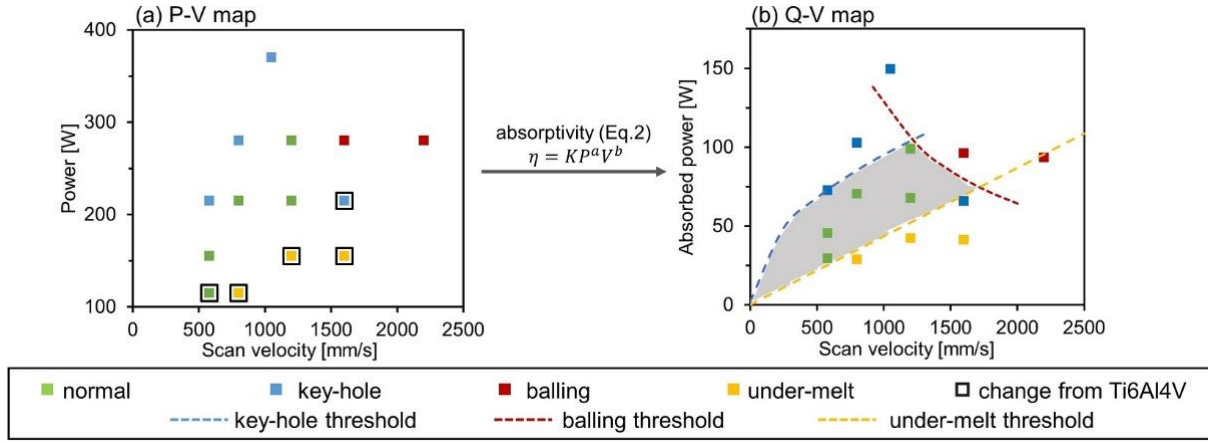 (a) P-V map
400
300
200
100
Power [W]
0
500
1000
1500
2000
2500
Scan velocity [mm/s]
absorptivity (Eq.2)
η = KPᵃVᵇ
(b) Q-V map
150
100
50
0
Absorbed power [W]
0
500
1000
1500
2000
2500
Scan velocity [mm/s]
normal
key-hole
balling
under-melt
change from Ti6Al4V
key-hole threshold
balling threshold
under-melt threshold